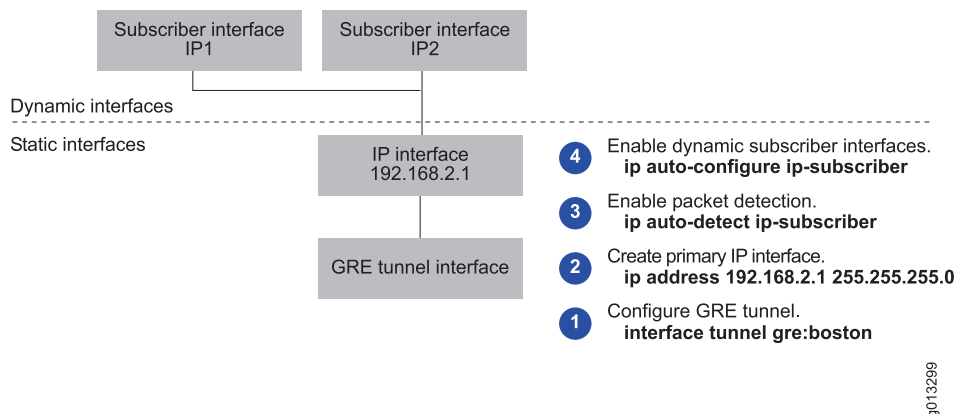 Subscriber interface
IP1
Subscriber interface
IP2
Dynamic interfaces
Static interfaces
IP interface
192.168.2.1
GRE tunnel interface
4
Enable dynamic subscriber interfaces.
ip auto-configure ip-subscriber
3
Enable packet detection.
ip auto-detect ip-subscriber
2
Create primary IP interface.
ip address 192.168.2.1 255.255.255.0
1
Configure GRE tunnel.
interface tunnel gre:boston
g013299